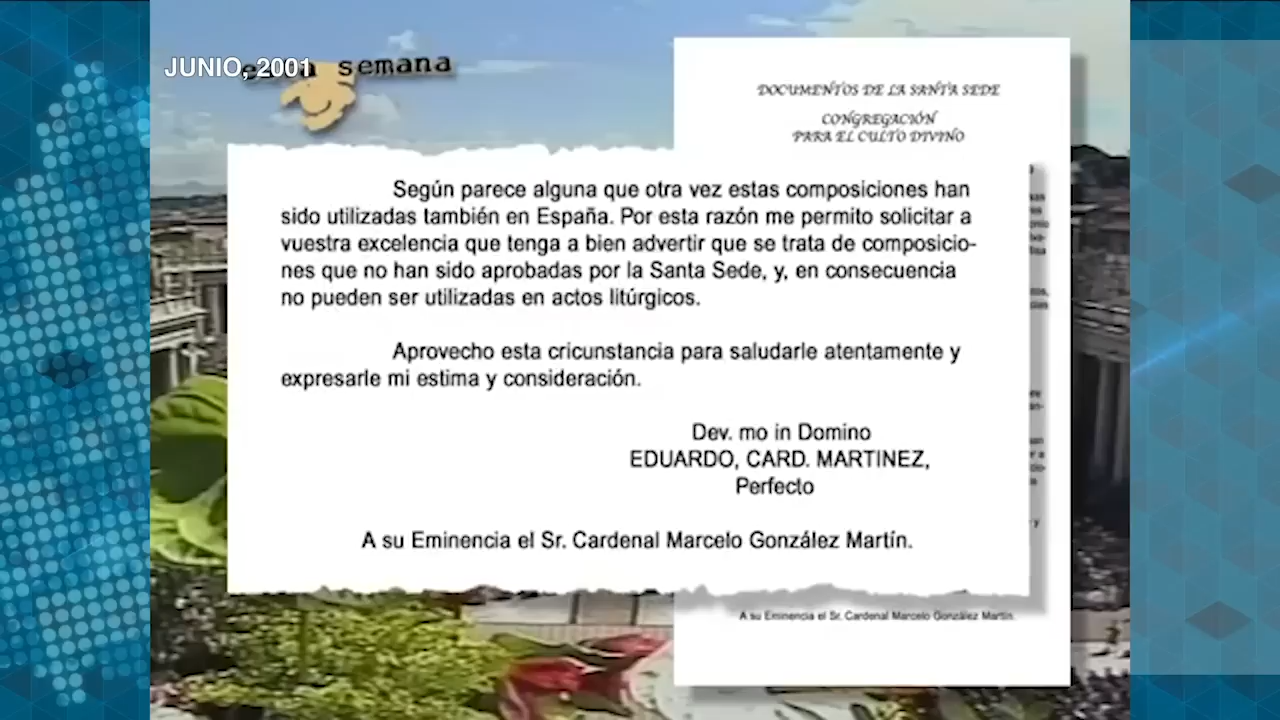 JUNIO, 2001
semana
DOCUMENTOS DE LA SANTA SEDE
CONGREGACIÓN
PARA EL CULTO DIVINO
Según parece alguna que otra vez estas composiciones han
sido utilizadas también en España. Por esta razón me permito solicitar a
vuestra excelencia que tenga a bien advertir que se trata de composicio-
nes que no han sido aprobadas por la Santa Sede, y, en consecuencia
no pueden ser utilizadas en actos litúrgicos.
Aprovecho esta cricunstancia para saludarle atentamente y
expresarle mi estima y consideración.
Dev. mo in Domino
EDUARDO, CARD. MARTINEZ,
Perfecto
A su Eminencia el Sr. Cardenal Marcelo González Martín.
A su Eminencia el Sr. Cardenal Marcelo González Martín.